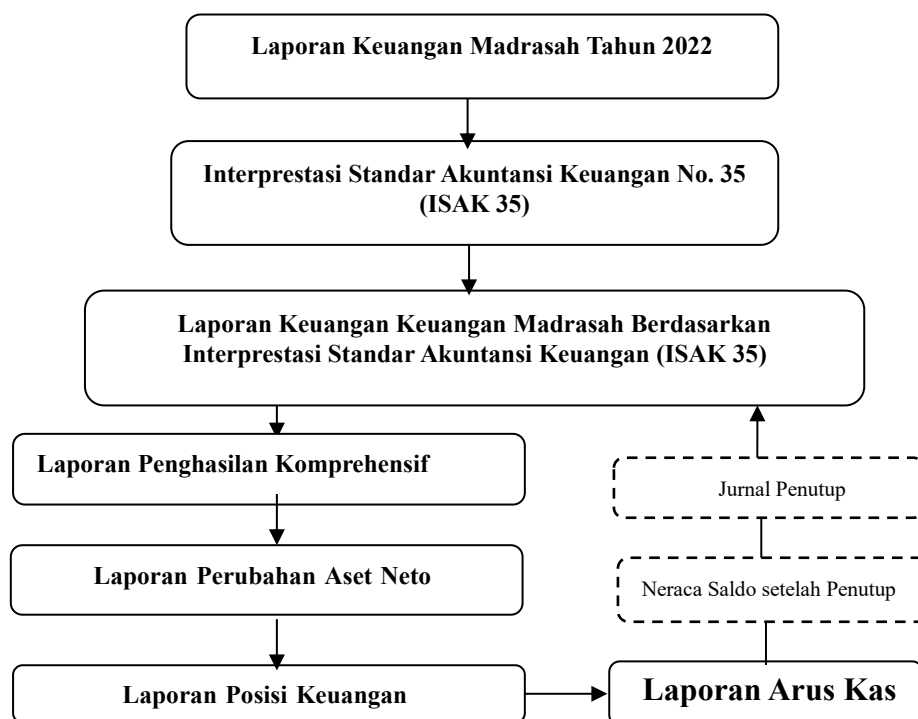 Laporan Keuangan Madrasah Tahun 2022
Interprestasi Standar Akuntansi Keuangan No. 35
(ISAK 35)
Laporan Keuangan Keuangan Madrasah Berdasarkan
Interprestasi Standar Akuntansi Keuangan (ISAK 35)
Laporan Penghasilan Komprehensif
Laporan Perubahan Aset Neto
Laporan Posisi Keuangan
Laporan Arus Kas
Neraca Saldo setelah Penutup
Jurnal Penutup